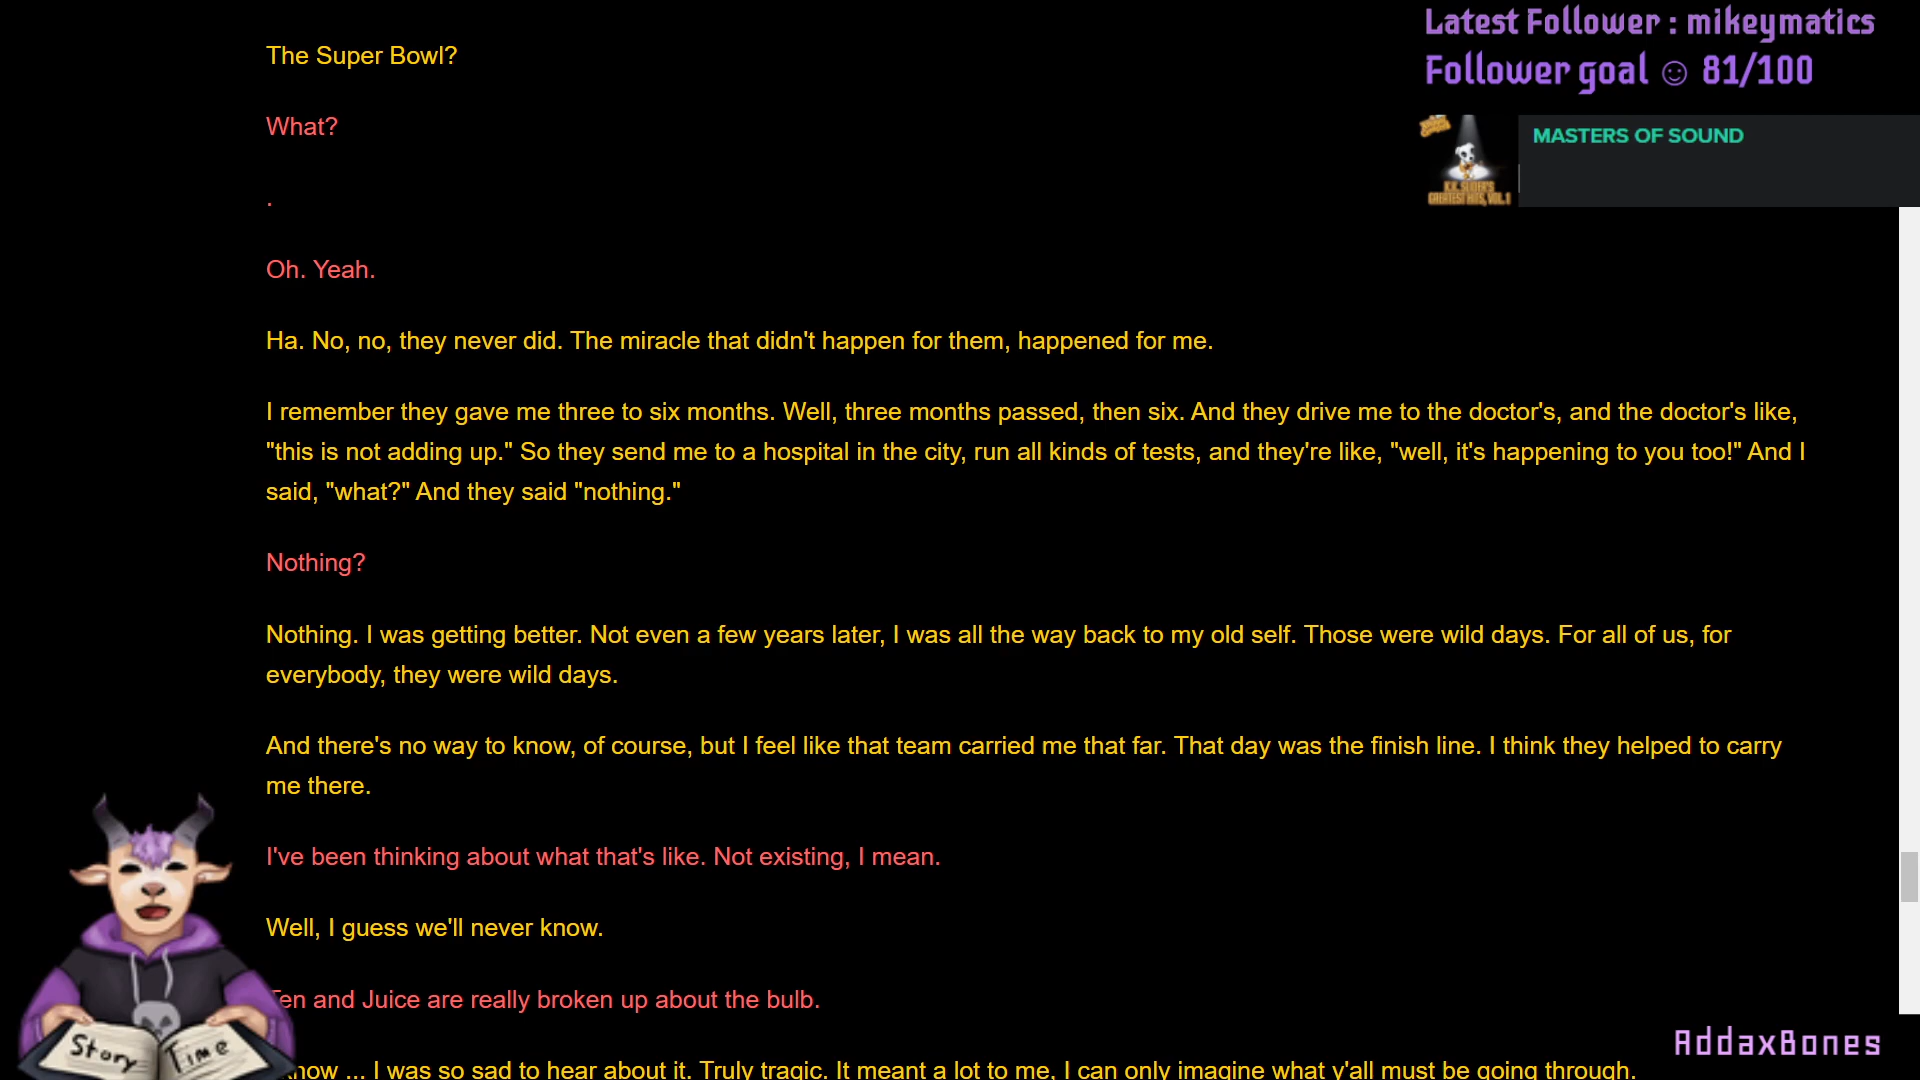 Latest Follower : mikeymatics
Follower goal ☺ 81/100
MASTERS OF SOUND
K.K. SLIDER'S
GREATEST HITS, VOL. 1
The Super Bowl?
What?
.
Oh. Yeah.
Ha. No, no, they never did. The miracle that didn't happen for them, happened for me.
I remember they gave me three to six months. Well, three months passed, then six. And they drive me to the doctor's, and the doctor's like,
"this is not adding up." So they send me to a hospital in the city, run all kinds of tests, and they're like, "well, it's happening to you too!" And I
said, "what?" And they said "nothing."
Nothing?
Nothing. I was getting better. Not even a few years later, I was all the way back to my old self. Those were wild days. For all of us, for
everybody, they were wild days.
And there's no way to know, of course, but I feel like that team carried me that far. That day was the finish line. I think they helped to carry
me there.
I've been thinking about what that's like. Not existing, I mean.
Well, I guess we'll never know.
Ten and Juice are really broken up about the bulb.
know ... I was so sad to hear about it. Truly tragic. It meant a lot to me, I can only imagine what y'all must be going through.
Story Time
AddaxBones